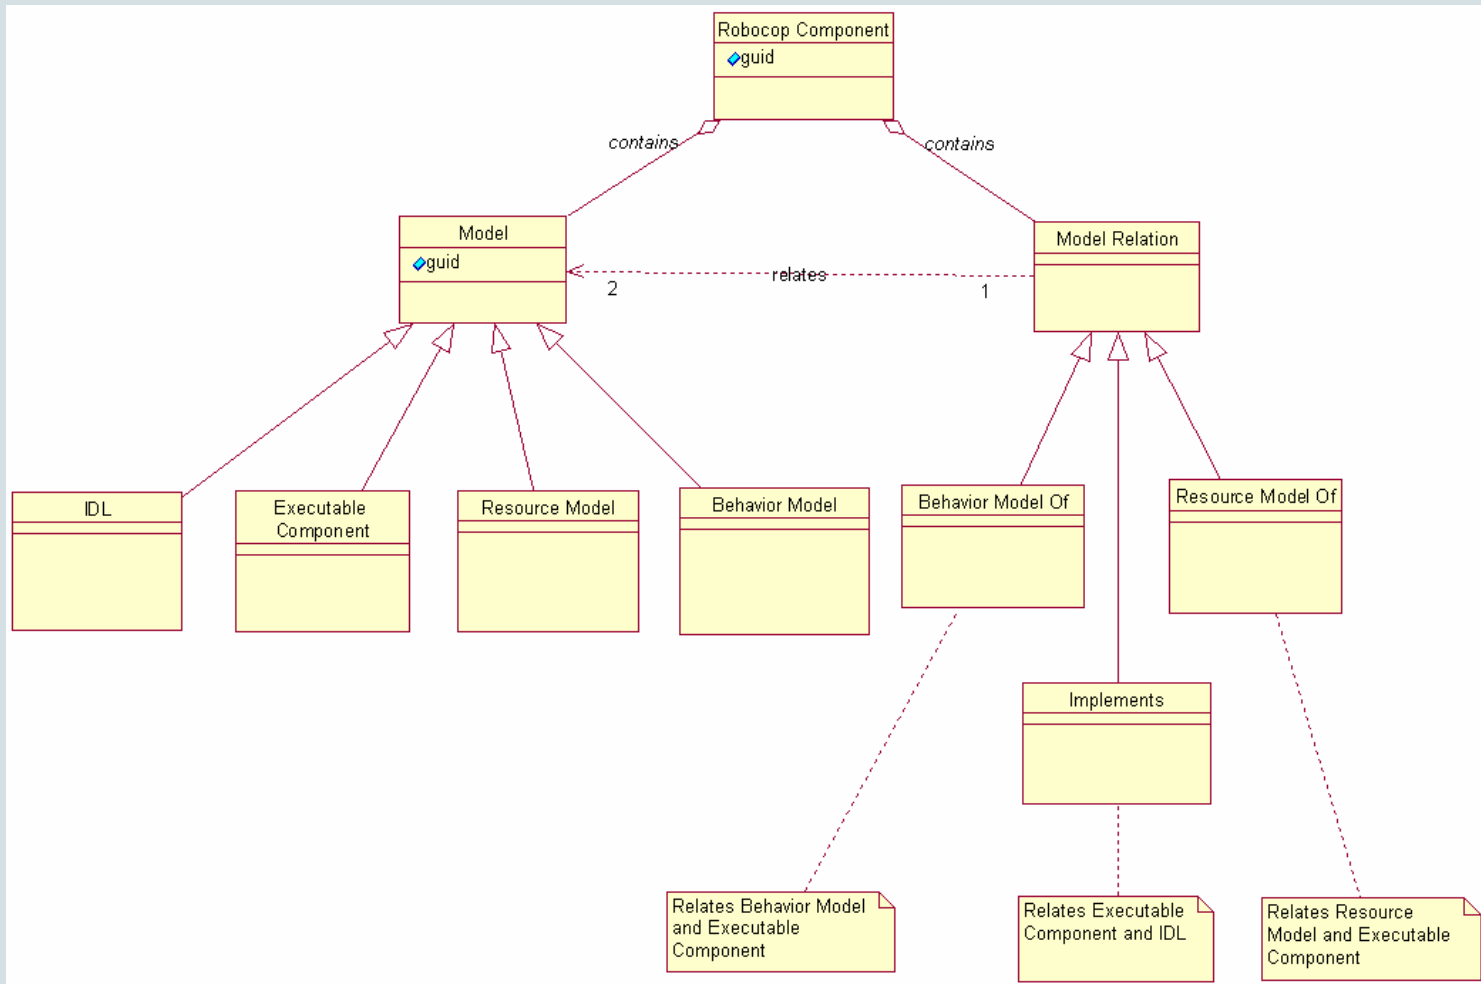 Robocop Component
guid
contains
contains
Model
guid
Model Relation
relates
2
1
IDL
Executable
Component
Resource Model
Behavior Model
Behavior Model Of
Resource Model Of
Implements
Relates Behavior Model
and Executable
Component
Relates Executable
Component and IDL
Relates Resource
Model and Executable
Component